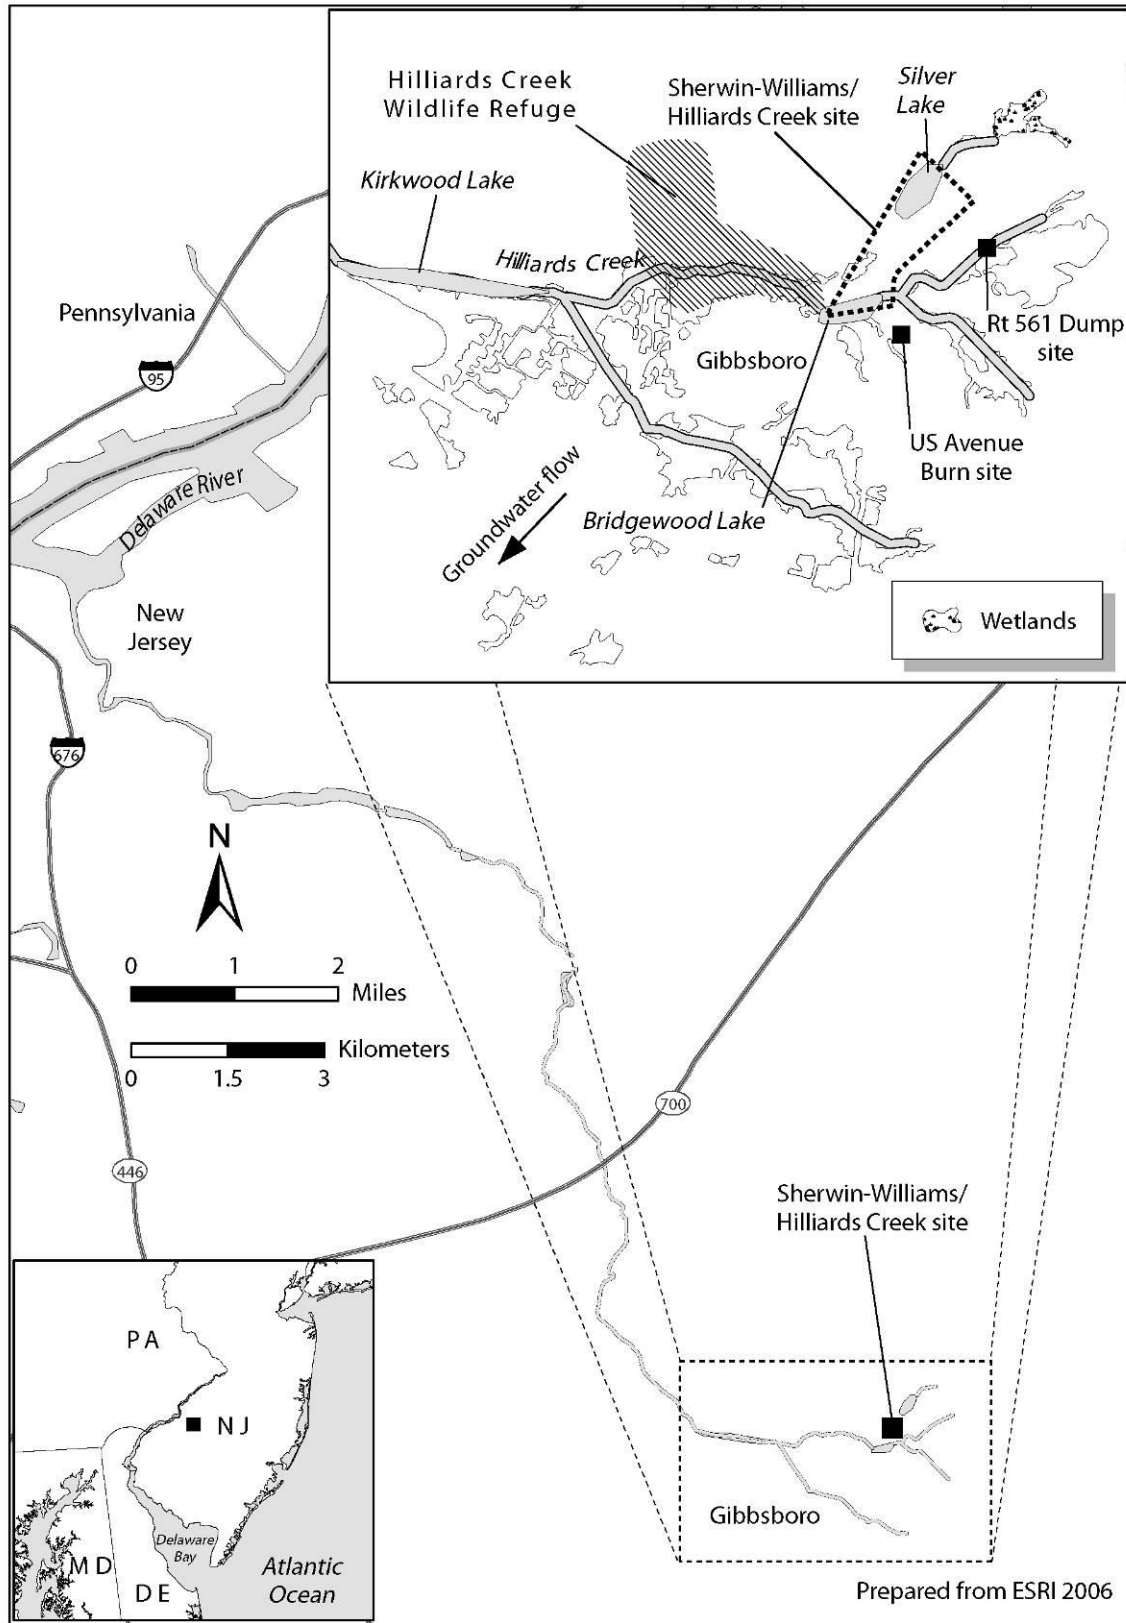 Hilliards Creek
Wildlife Refuge
Sherwin-Williams/
Hilliards Creek site
Silver
Lake
Kirkwood Lake
Hilliards Creek
Pennsylvania
95
Rt 561 Dump
site
Gibbsboro
US Avenue
Burn site
Delaware River
Groundwater flow
Bridgewood Lake
New
Jersey
Wetlands
676
N
0 1 2
Miles
Kilometers
0 1.5 3
700
446
Sherwin-Williams/
Hilliards Creek site
PA
NJ
Gibbsboro
Delaware
Bay
MD
DE
Atlantic
Ocean
Prepared from ESRI 2006